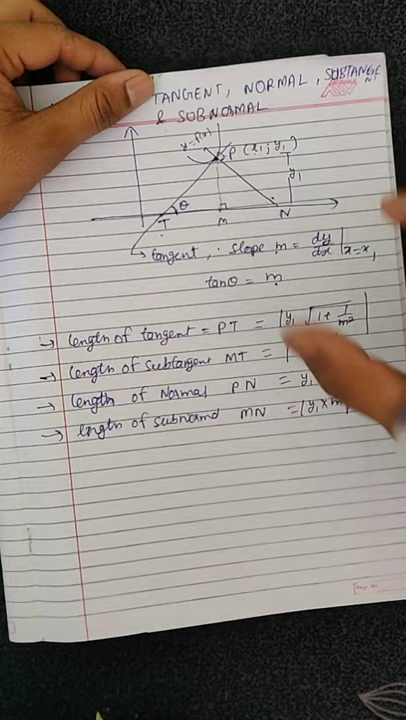 TANGENT, NORMAL, SUBTANGE
& SUBNORMAL
y=f(x)
P (x₁, y₁)
y₁
θ
T
M
N
→ tangent, slope m = dy/dx | x=x₁
tanθ = m
→ length of tangent = PT = |y₁ √1+1/m²|
→ length of Subtangent MT = |
→ length of Normal PN = y₁
→ length of subnormal MN = |y₁×m|